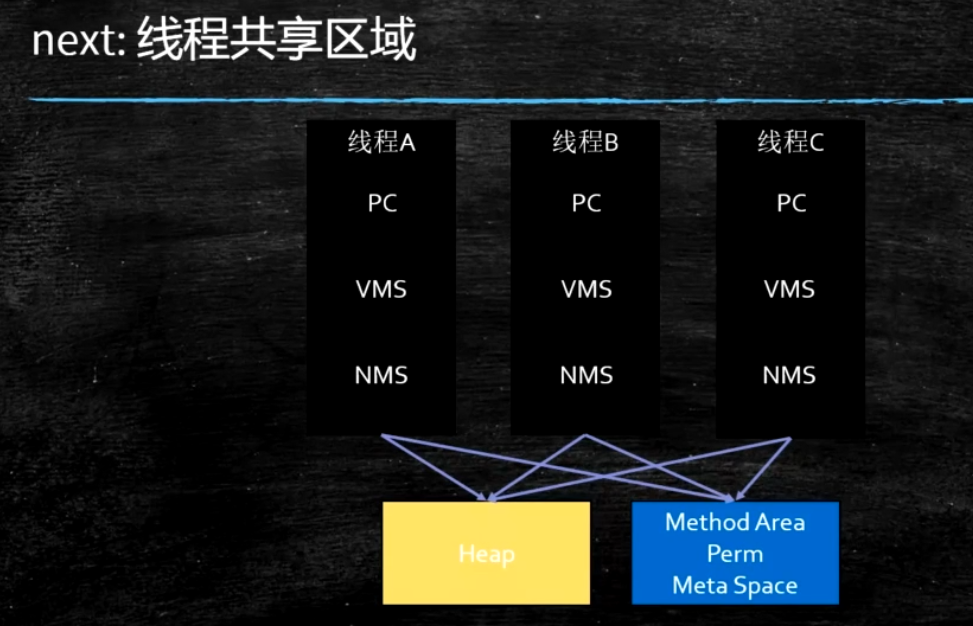 next: 线程共享区域
线程A
线程B
线程C
PC
PC
PC
VMS
VMS
VMS
NMS
NMS
NMS
Heap
Method Area
Perm
Meta Space